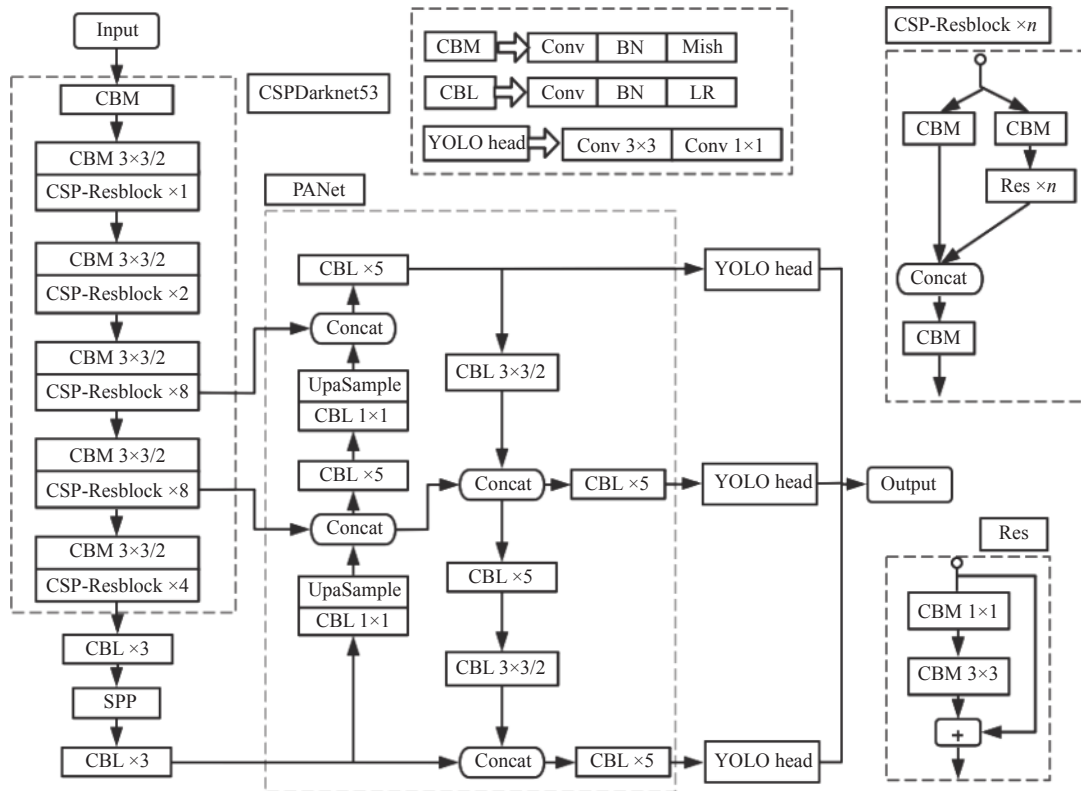 Input
CBM
CBM 3×3/2
CSP-Resblock ×1
CBM 3×3/2
CSP-Resblock ×2
CBM 3×3/2
CSP-Resblock ×8
CBM 3×3/2
CSP-Resblock ×8
CBM 3×3/2
CSP-Resblock ×4
CBL ×3
SPP
CBL ×3
CSPDarknet53
CBM Conv BN Mish
CBL Conv BN LR
YOLO head Conv 3×3 Conv 1×1
PANet
CBL ×5
Concat
UpaSample
CBL 1×1
CBL ×5
Concat
UpaSample
CBL 1×1
CBL 3×3/2
Concat
CBL ×5
CBL ×5
CBL 3×3/2
Concat
CBL ×5
YOLO head
YOLO head
YOLO head
Output
CSP-Resblock ×n
CBM CBM
Res ×n
Concat
CBM
Res
CBM 1×1
CBM 3×3
+